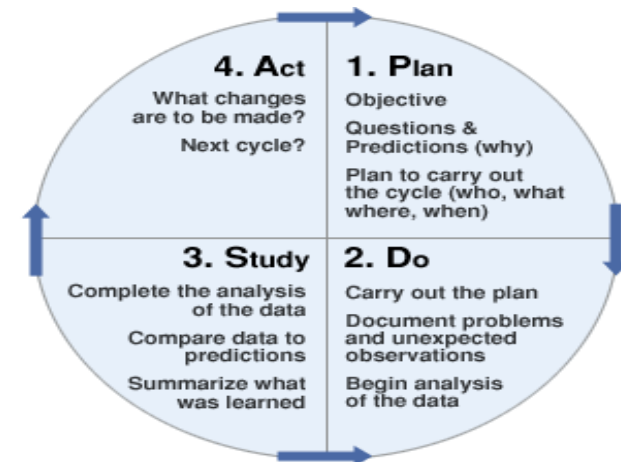 1. Plan
Objective
Questions &
Predictions (why)
Plan to carry out
the cycle (who, what
where, when)
2. Do
Carry out the plan
Document problems
and unexpected
observations
Begin analysis
of the data
3. Study
Complete the analysis
of the data
Compare data to
predictions
Summarize what
was learned
4. Act
What changes
are to be made?
Next cycle?